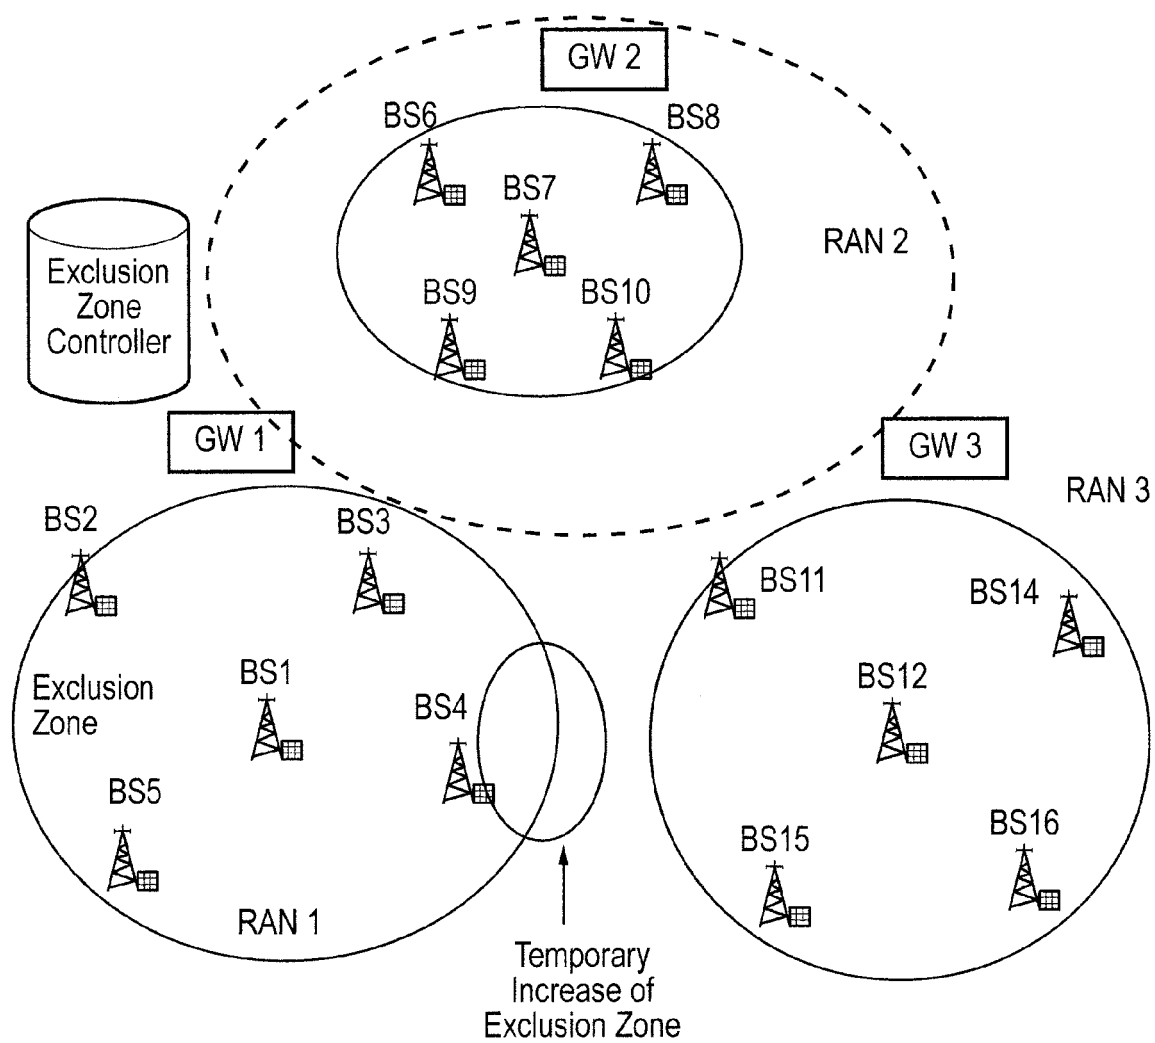 GW 2
BS6
BS8
BS7
RAN 2
Exclusion
Zone
Controller
BS9
BS10
GW 1
GW 3
RAN 3
BS2
BS3
BS11
BS14
Exclusion
Zone
BS1
BS4
BS12
BS5
BS15
BS16
RAN 1
Temporary
Increase of
Exclusion Zone